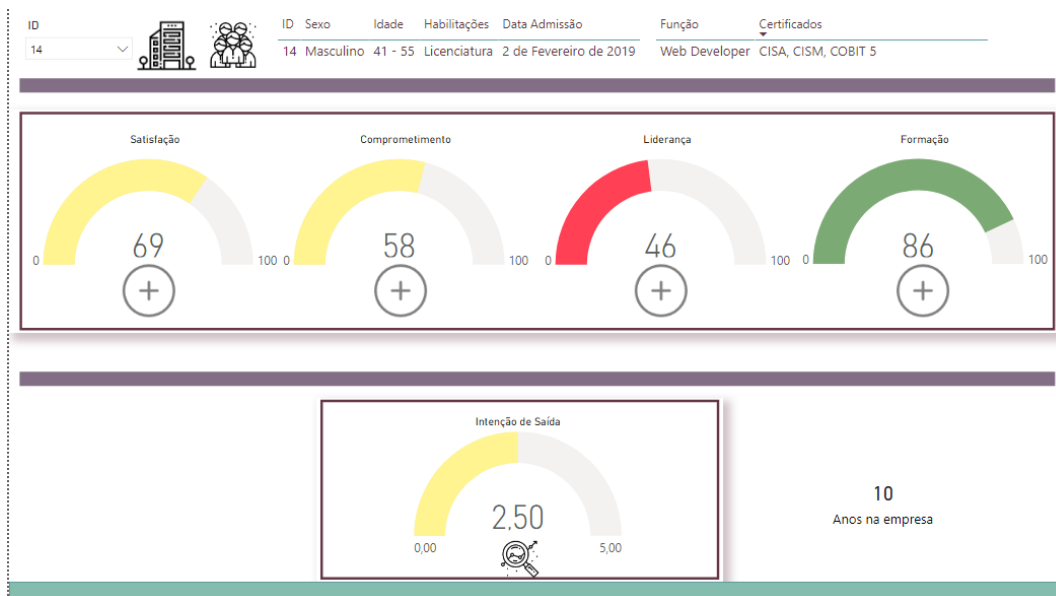 ID
14
ID Sexo Idade Habilitações Data Admissão Função Certificados
14 Masculino 41 - 55 Licenciatura 2 de Fevereiro de 2019 Web Developer CISA, CISM, COBIT 5
Satisfação Comprometimento Liderança Formação
69 58 46 86
0 100 0 100 0 100 0 100
Intenção de Saída
2,50
0,00 5,00
10
Anos na empresa